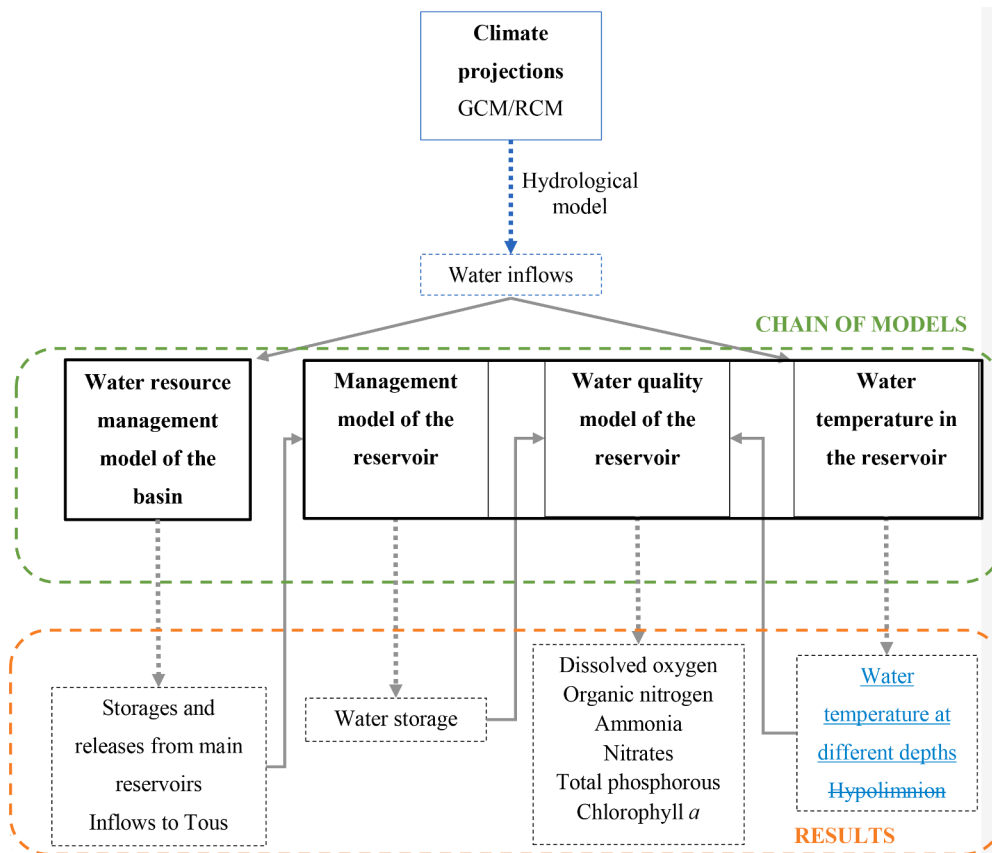 Climate
projections
GCM/RCM
Hydrological
model
Water inflows
CHAIN OF MODELS
Water resource
management
model of the
basin
Management
model of the
reservoir
Water quality
model of the
reservoir
Water
temperature in
the reservoir
Storages and
releases from main
reservoirs
Inflows to Tous
Water storage
Dissolved oxygen
Organic nitrogen
Ammonia
Nitrates
Total phosphorous
Chlorophyll a
Water
temperature at
different depths
Hypolimnion
RESULTS